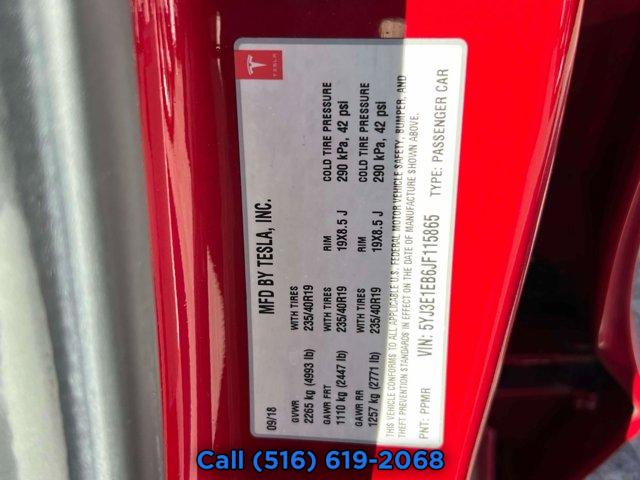 TESLA
09/18 MFD BY TESLA, INC.
GVWR WITH TIRES
2265 kg (4993 lb) 235/40R19
GAWR FRT WITH TIRES RIM COLD TIRE PRESSURE
1110 kg (2447 lb) 235/40R19 19X8.5 J 290 kPa, 42 psi
GAWR RR WITH TIRES RIM COLD TIRE PRESSURE
1257 kg (2771 lb) 235/40R19 19X8.5 J 290 kPa, 42 psi
THIS VEHICLE CONFORMS TO ALL APPLICABLE U.S. FEDERAL MOTOR VEHICLE SAFETY, BUMPER, AND
THEFT PREVENTION STANDARDS IN EFFECT ON THE DATE OF MANUFACTURE SHOWN ABOVE.
PNT: PPMR VIN: 5YJ3E1EB6JF115865 TYPE: PASSENGER CAR
Call (516) 619-2068